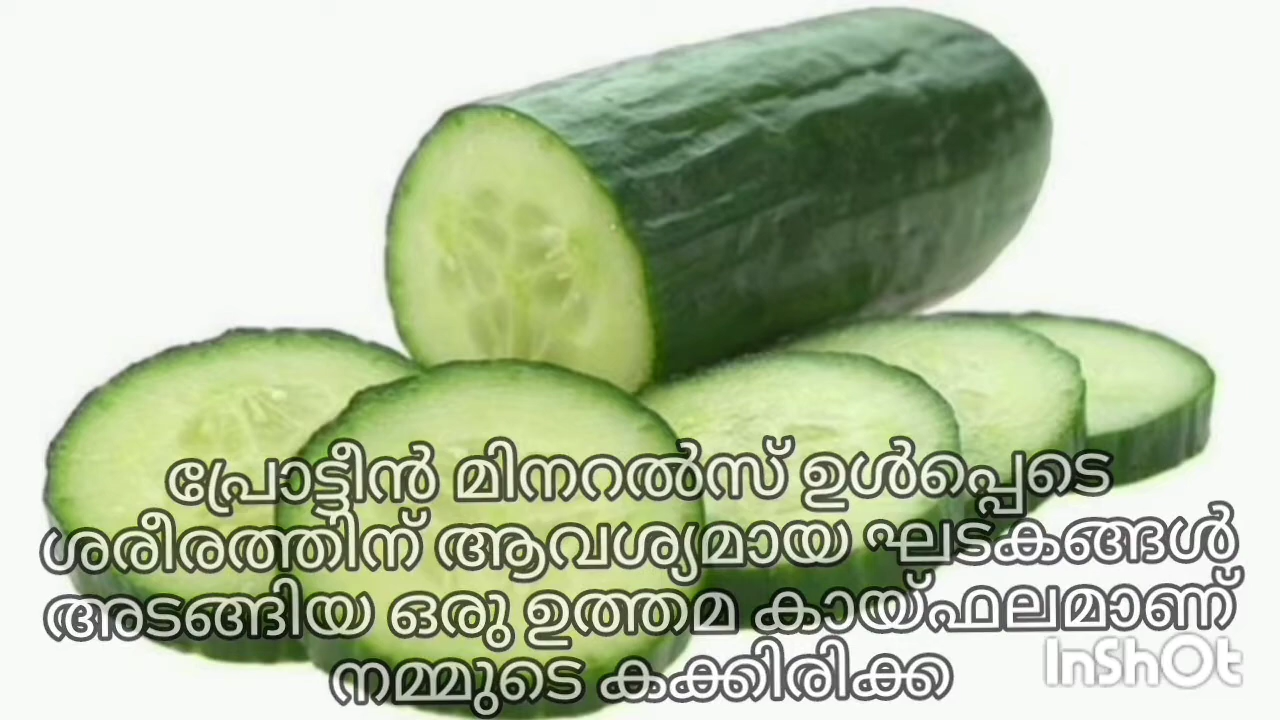 പ്രോട്ടീൻ മിനറൽസ് ഉൾപ്പെടെ
ശരീരത്തിന് ആവശ്യമായ ഘടകങ്ങൾ
അടങ്ങിയ ഒരു ഉത്തമ കായ്ഫലമാണ്
നമ്മുടെ കക്കിരിക്ക
InShOt